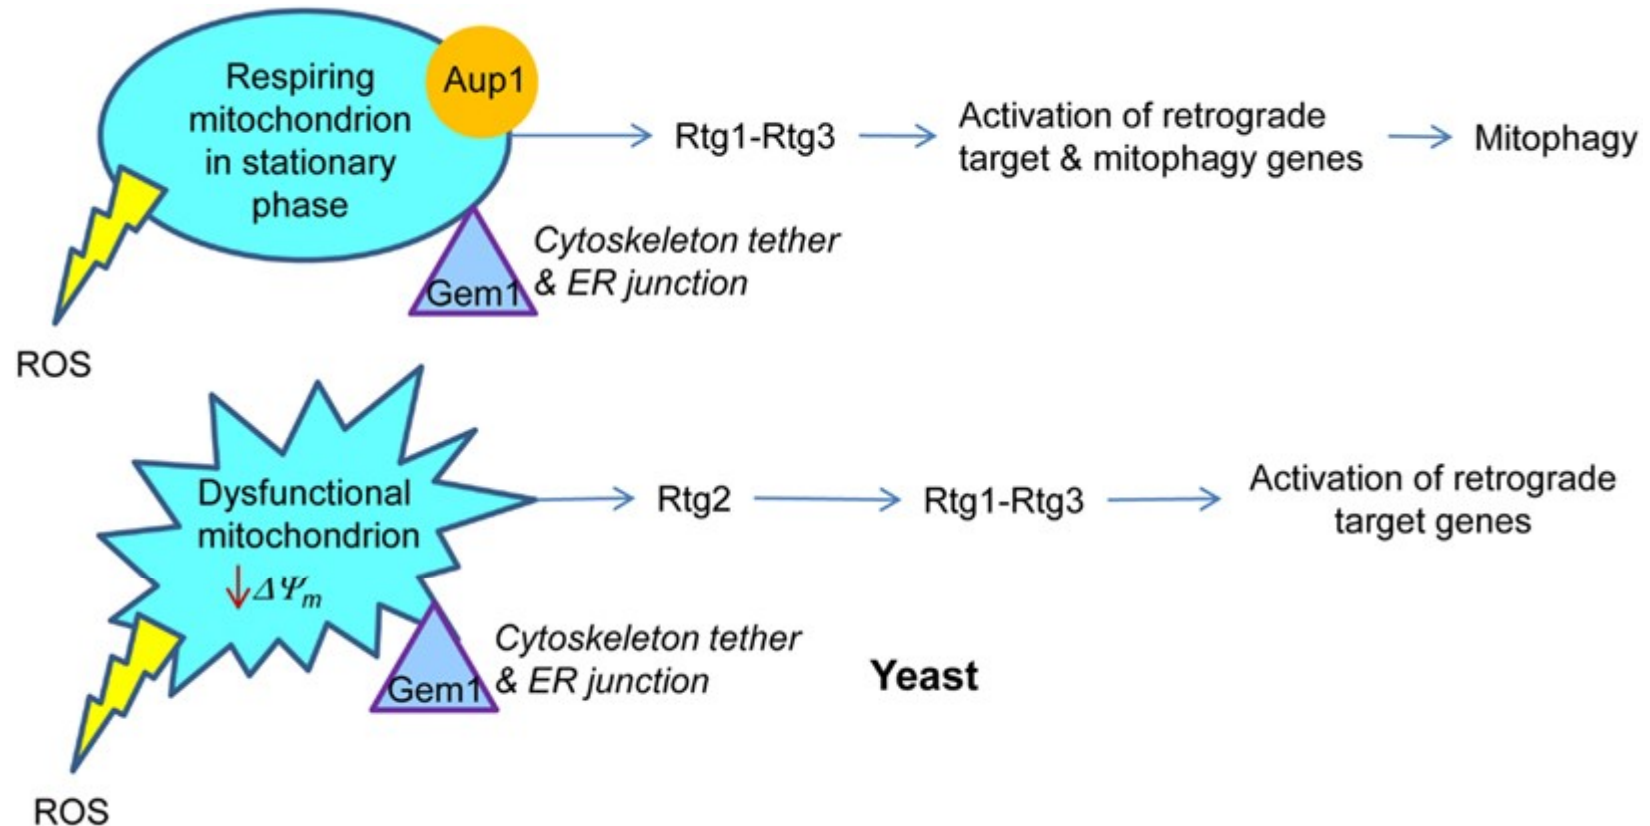 Respiring
mitochondrion
in stationary
phase
Aup1
Rtg1-Rtg3
Activation of retrograde
target & mitophagy genes
Mitophagy
Gem1
Cytoskeleton tether
& ER junction
ROS
Dysfunctional
mitochondrion
↓ΔΨm
Rtg2
Rtg1-Rtg3
Activation of retrograde
target genes
Gem1
Cytoskeleton tether
& ER junction
Yeast
ROS